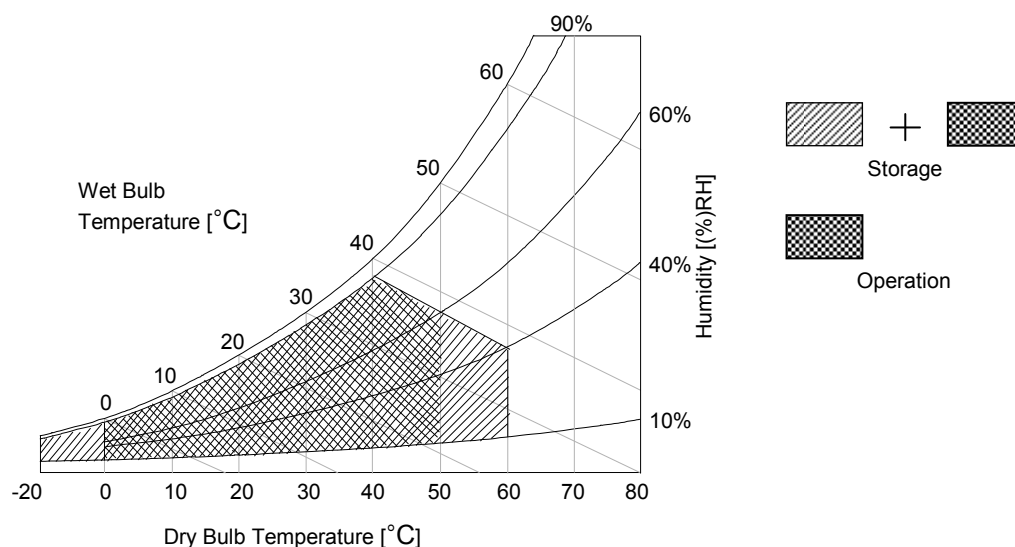 90%
60
60%
50
Wet Bulb
Temperature [°C]
Storage
40
40%
30
Humidity [(%)RH]
Operation
20
10
0
10%
-20 0 10 20 30 40 50 60 70 80
Dry Bulb Temperature [°C]